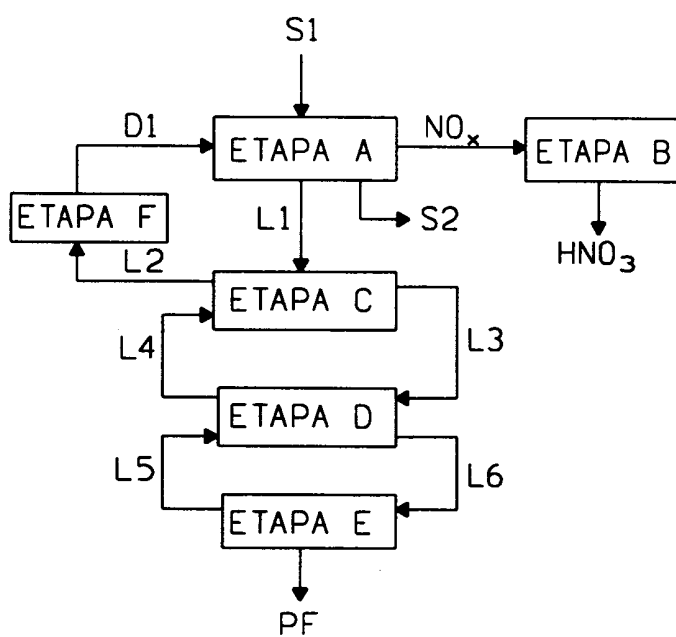 S1
D1
ETAPA A
NOx
ETAPA B
ETAPA F
L1
S2
L2
HNO3
ETAPA C
L4
L3
ETAPA D
L5
L6
ETAPA E
PF